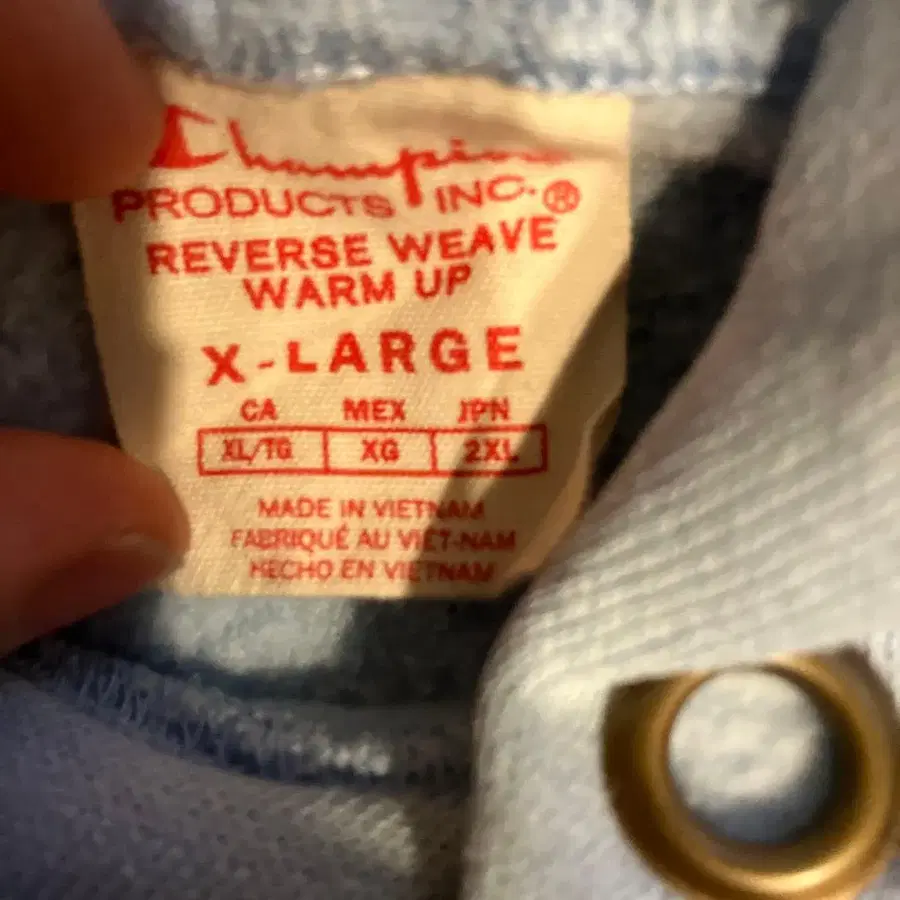 Champion
PRODUCTS INC.®
REVERSE WEAVE
WARM UP
X-LARGE
CA MEX JPN
XL/TG XG 2XL
MADE IN VIETNAM
FABRIQUÉ AU VIET-NAM
HECHO EN VIETNAM